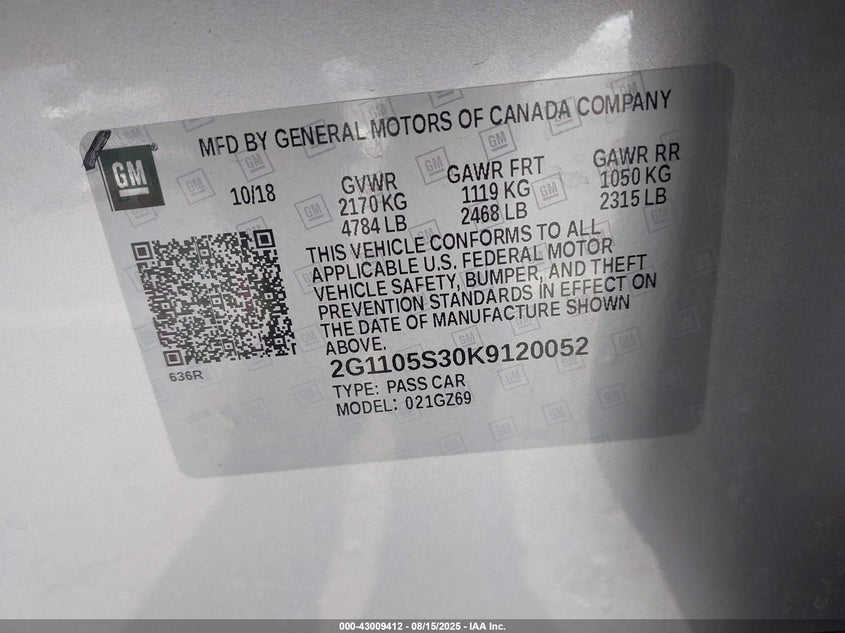 MFD BY GENERAL MOTORS OF CANADA COMPANY
GM
10/18
GVWR
2170 KG
4784 LB
GAWR FRT
1119 KG
2468 LB
GAWR RR
1050 KG
2315 LB
THIS VEHICLE CONFORMS TO ALL
APPLICABLE U.S. FEDERAL MOTOR
VEHICLE SAFETY, BUMPER, AND THEFT
PREVENTION STANDARDS IN EFFECT ON
THE DATE OF MANUFACTURE SHOWN
ABOVE.
636R
2G1105S30K9120052
TYPE: PASS CAR
MODEL: 021GZ69
000-43009412 - 08/15/2025 - IAA Inc.